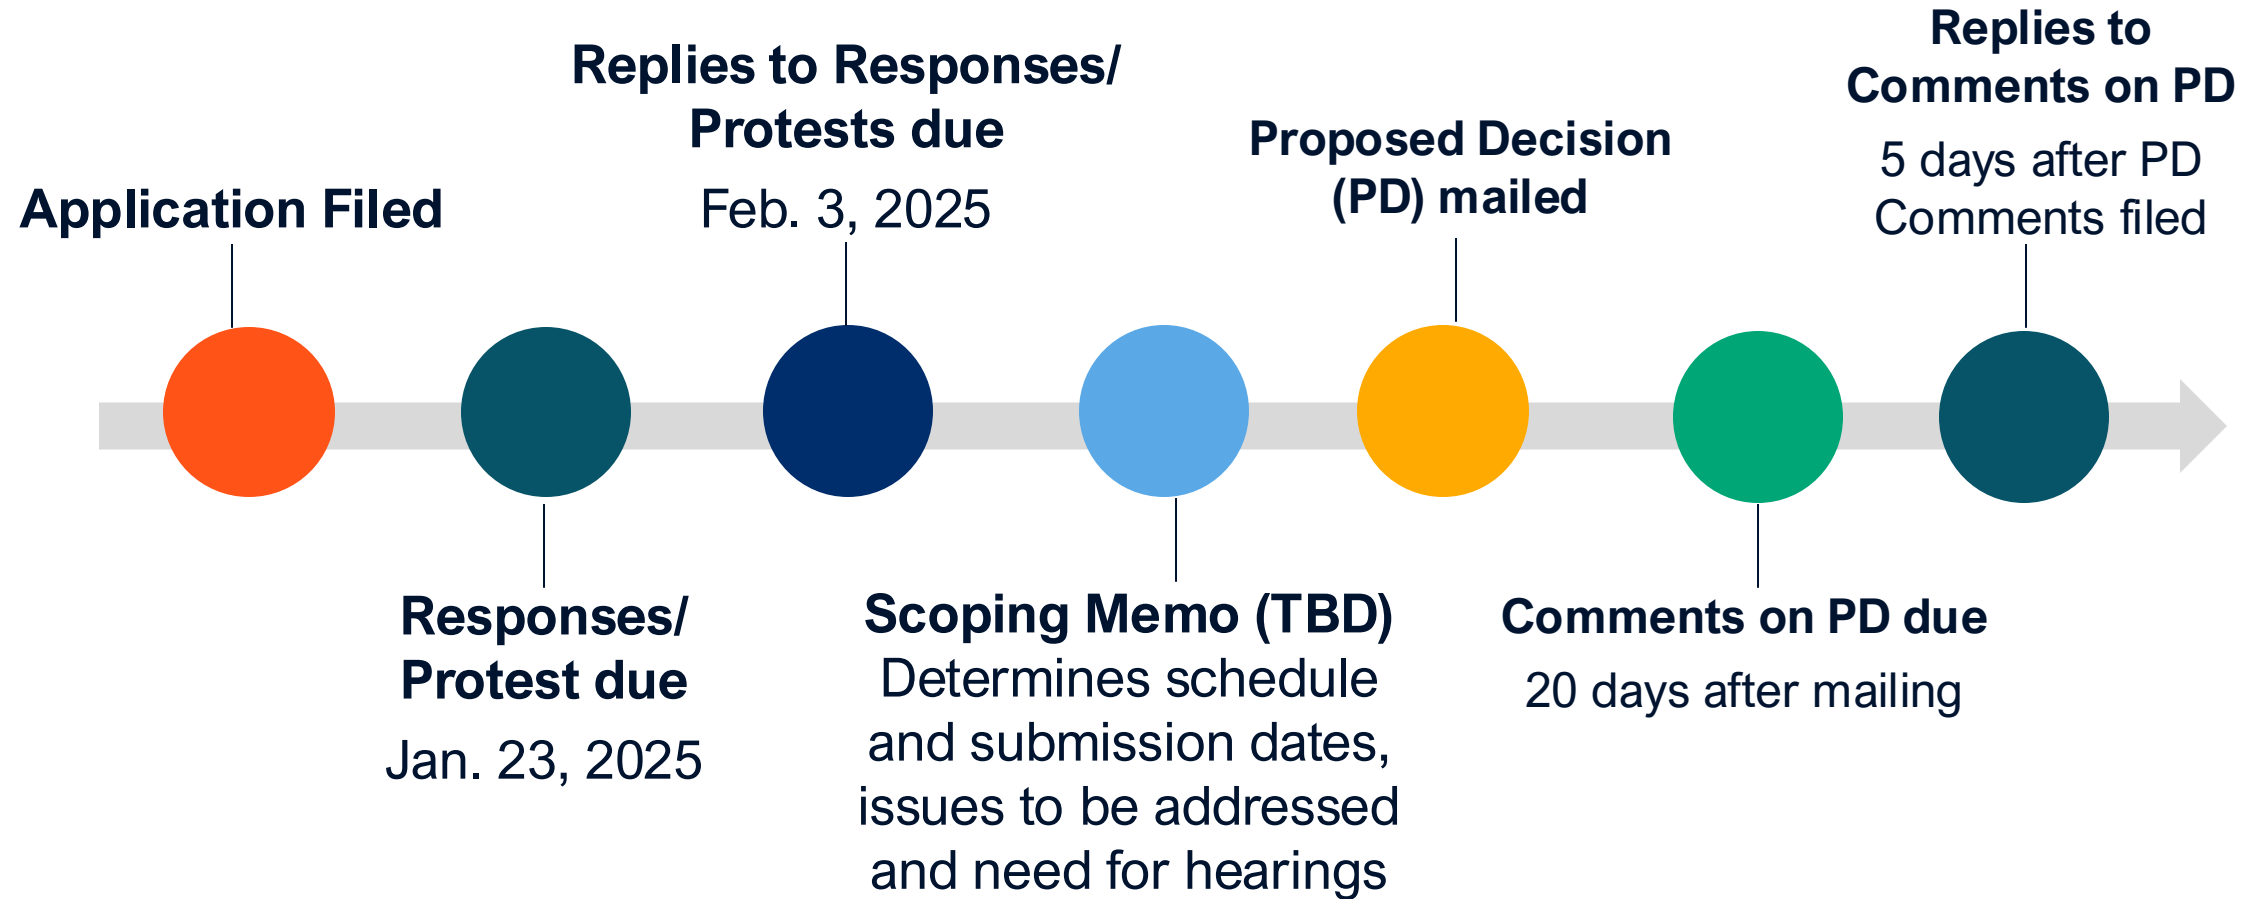 Application Filed
Responses/
Protest due
Jan. 23, 2025
Replies to Responses/
Protests due
Feb. 3, 2025
Scoping Memo (TBD)
Determines schedule
and submission dates,
issues to be addressed
and need for hearings
Proposed Decision
(PD) mailed
Comments on PD due
20 days after mailing
Replies to
Comments on PD
5 days after PD
Comments filed